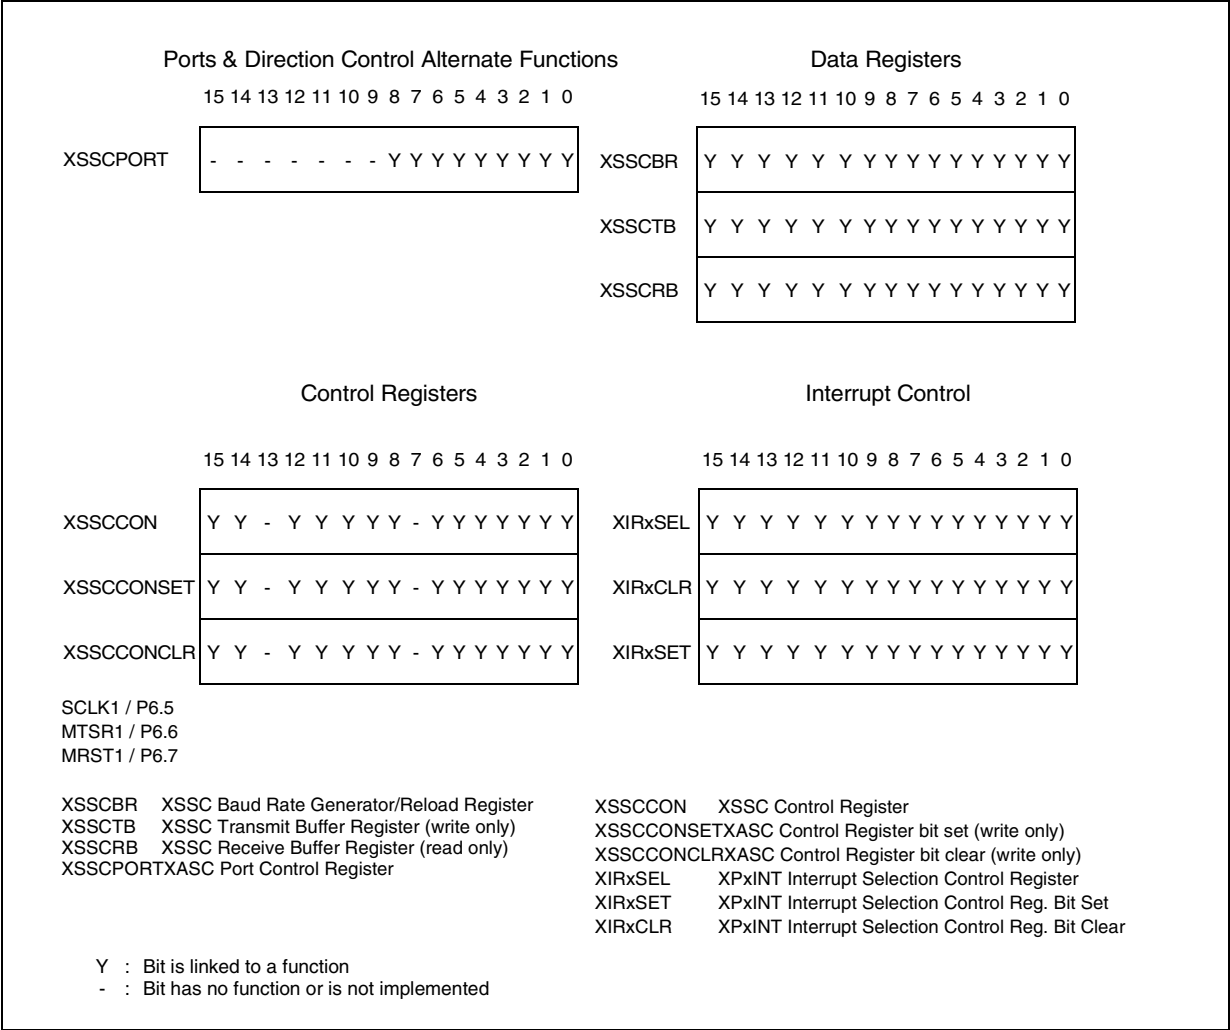 Ports & Direction Control Alternate Functions
15 14 13 12 11 10 9 8 7 6 5 4 3 2 1 0
XSSCPORT - - - - - - - Y Y Y Y Y Y Y Y Y
Data Registers
15 14 13 12 11 10 9 8 7 6 5 4 3 2 1 0
XSSCBR Y Y Y Y Y Y Y Y Y Y Y Y Y Y Y Y
XSSCTB Y Y Y Y Y Y Y Y Y Y Y Y Y Y Y Y
XSSCRB Y Y Y Y Y Y Y Y Y Y Y Y Y Y Y Y
Control Registers
15 14 13 12 11 10 9 8 7 6 5 4 3 2 1 0
XSSCCON Y Y - Y Y Y Y Y - Y Y Y Y Y Y Y
XSSCCONSET Y Y - Y Y Y Y Y - Y Y Y Y Y Y Y
XSSCCONCLR Y Y - Y Y Y Y Y - Y Y Y Y Y Y Y
Interrupt Control
15 14 13 12 11 10 9 8 7 6 5 4 3 2 1 0
XIRxSEL Y Y Y Y Y Y Y Y Y Y Y Y Y Y Y Y
XIRxCLR Y Y Y Y Y Y Y Y Y Y Y Y Y Y Y Y
XIRxSET Y Y Y Y Y Y Y Y Y Y Y Y Y Y Y Y
SCLK1 / P6.5
MTSR1 / P6.6
MRST1 / P6.7
XSSCBR XSSC Baud Rate Generator/Reload Register
XSSCTB XSSC Transmit Buffer Register (write only)
XSSCRB XSSC Receive Buffer Register (read only)
XSSCPORTXASC Port Control Register
XSSCCON XSSC Control Register
XSSCCONSETXASC Control Register bit set (write only)
XSSCCONCLRXASC Control Register bit clear (write only)
XIRxSEL XPxINT Interrupt Selection Control Register
XIRxSET XPxINT Interrupt Selection Control Reg. Bit Set
XIRxCLR XPxINT Interrupt Selection Control Reg. Bit Clear
Y : Bit is linked to a function
- : Bit has no function or is not implemented